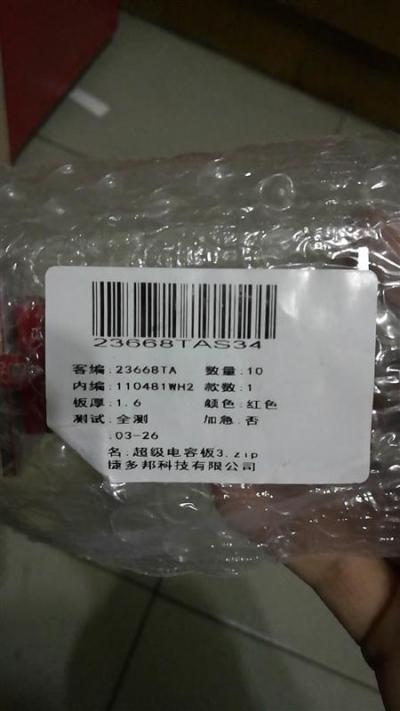 23668TAS34
客编:23668TA 数量:10
内编:110481WH2 款数:1
板厚:1.6 颜色:红色
测试:全测 加急:否
:03-26
名:超级电容板3.zip
捷多邦科技有限公司